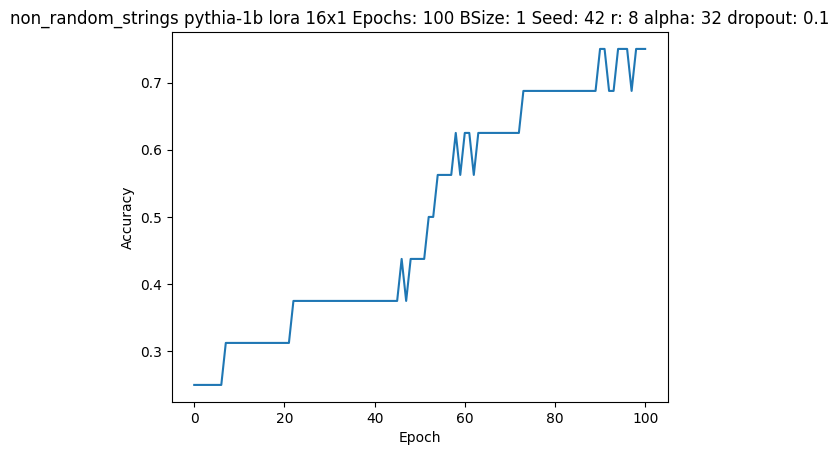 non_random_strings pythia-1b lora 16x1 Epochs: 100 BSize: 1 Seed: 42 r: 8 alpha: 32 dropout: 0.1
0.7
0.6
0.5
0.4
0.3
Accuracy
0 20 40 60 80 100
Epoch